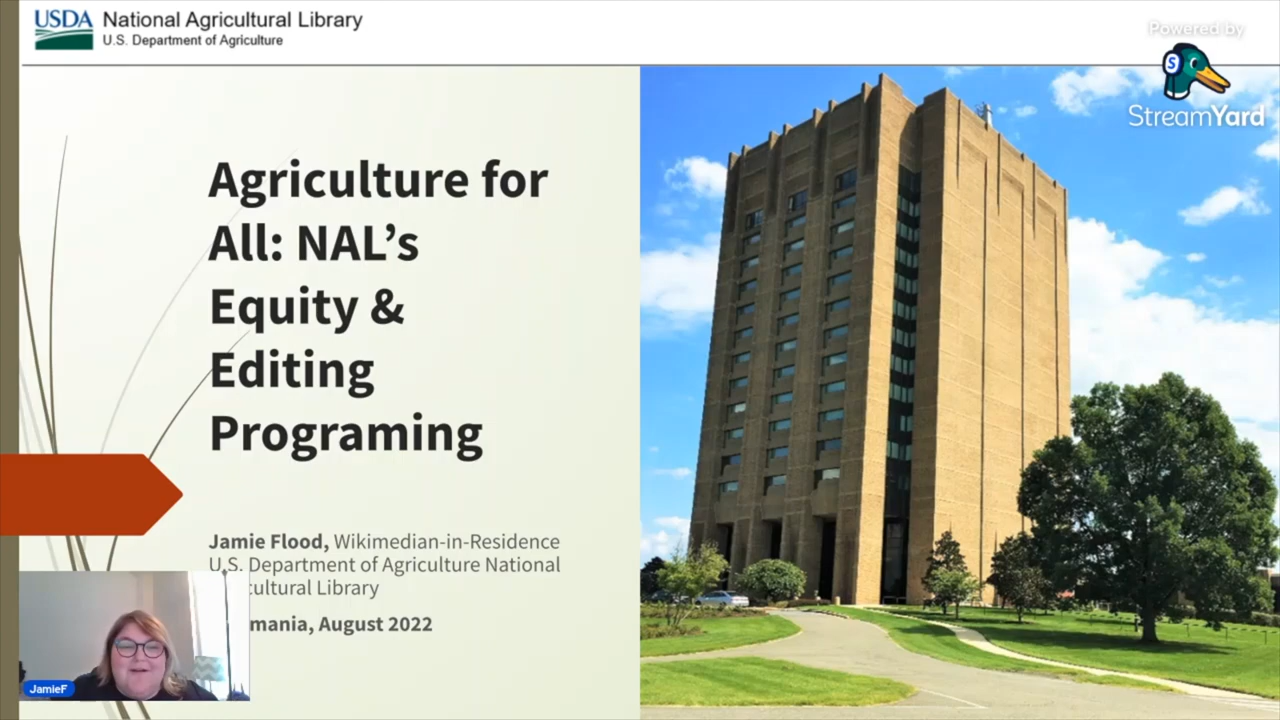 USDA
National Agricultural Library
U.S. Department of Agriculture
Powered by
S
StreamYard
Agriculture for
All: NAL’s
Equity &
Editing
Programing
Jamie Flood, Wikimedian-in-Residence
U.S. Department of Agriculture National
cultural Library
mania, August 2022
JamieF